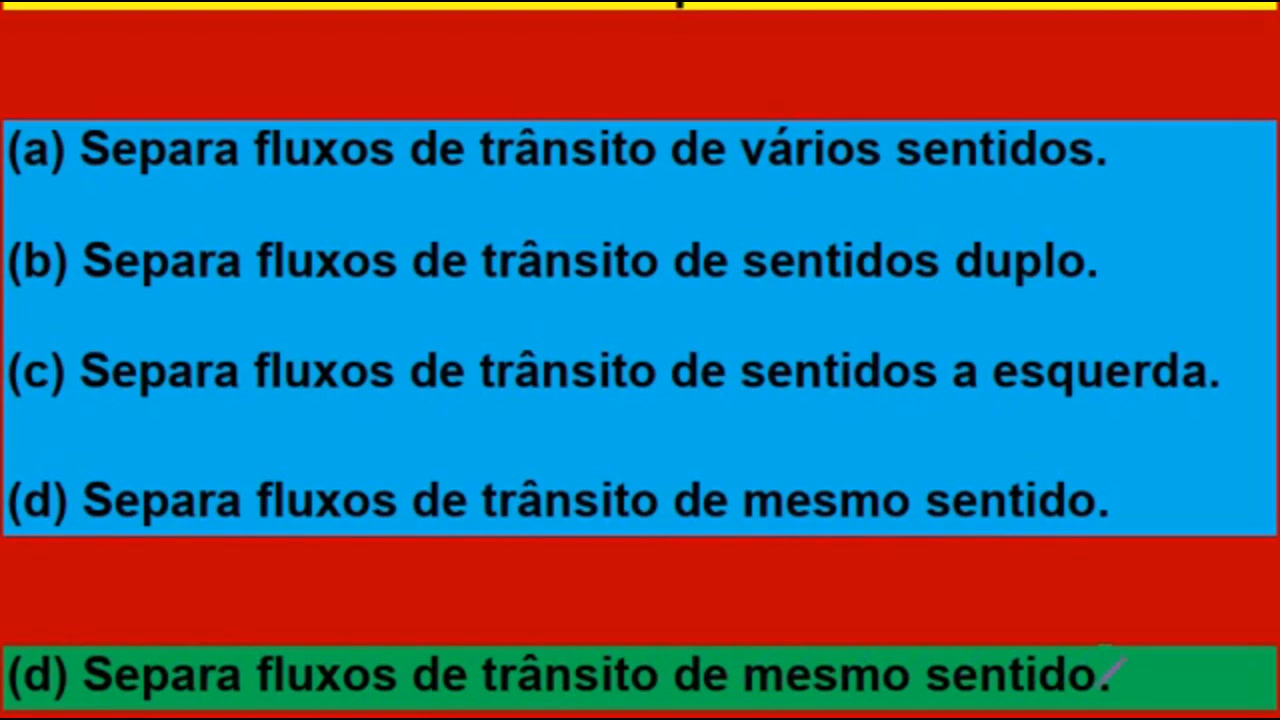 (a) Separa fluxos de trânsito de vários sentidos.
(b) Separa fluxos de trânsito de sentidos duplo.
(c) Separa fluxos de trânsito de sentidos a esquerda.
(d) Separa fluxos de trânsito de mesmo sentido.
(d) Separa fluxos de trânsito de mesmo sentido.